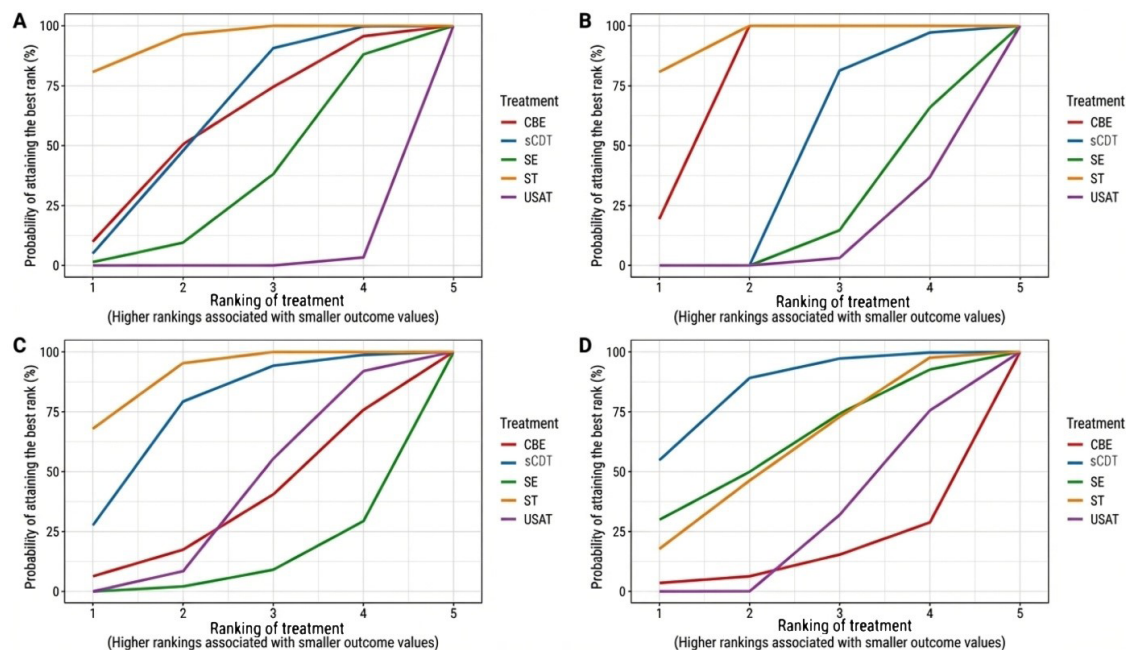 A
Probability of attaining the best rank (%)
100
75
50
25
0
1 2 3 4 5
Ranking of treatment
(Higher rankings associated with smaller outcome values)
Treatment
CBE
sCDT
SE
ST
USAT
B
Probability of attaining the best rank (%)
100
75
50
25
0
1 2 3 4 5
Ranking of treatment
(Higher rankings associated with smaller outcome values)
Treatment
CBE
sCDT
SE
ST
USAT
C
Probability of attaining the best rank (%)
100
75
50
25
0
1 2 3 4 5
Ranking of treatment
(Higher rankings associated with smaller outcome values)
Treatment
CBE
sCDT
SE
ST
USAT
D
Probability of attaining the best rank (%)
100
75
50
25
0
1 2 3 4 5
Ranking of treatment
(Higher rankings associated with smaller outcome values)
Treatment
CBE
sCDT
SE
ST
USAT